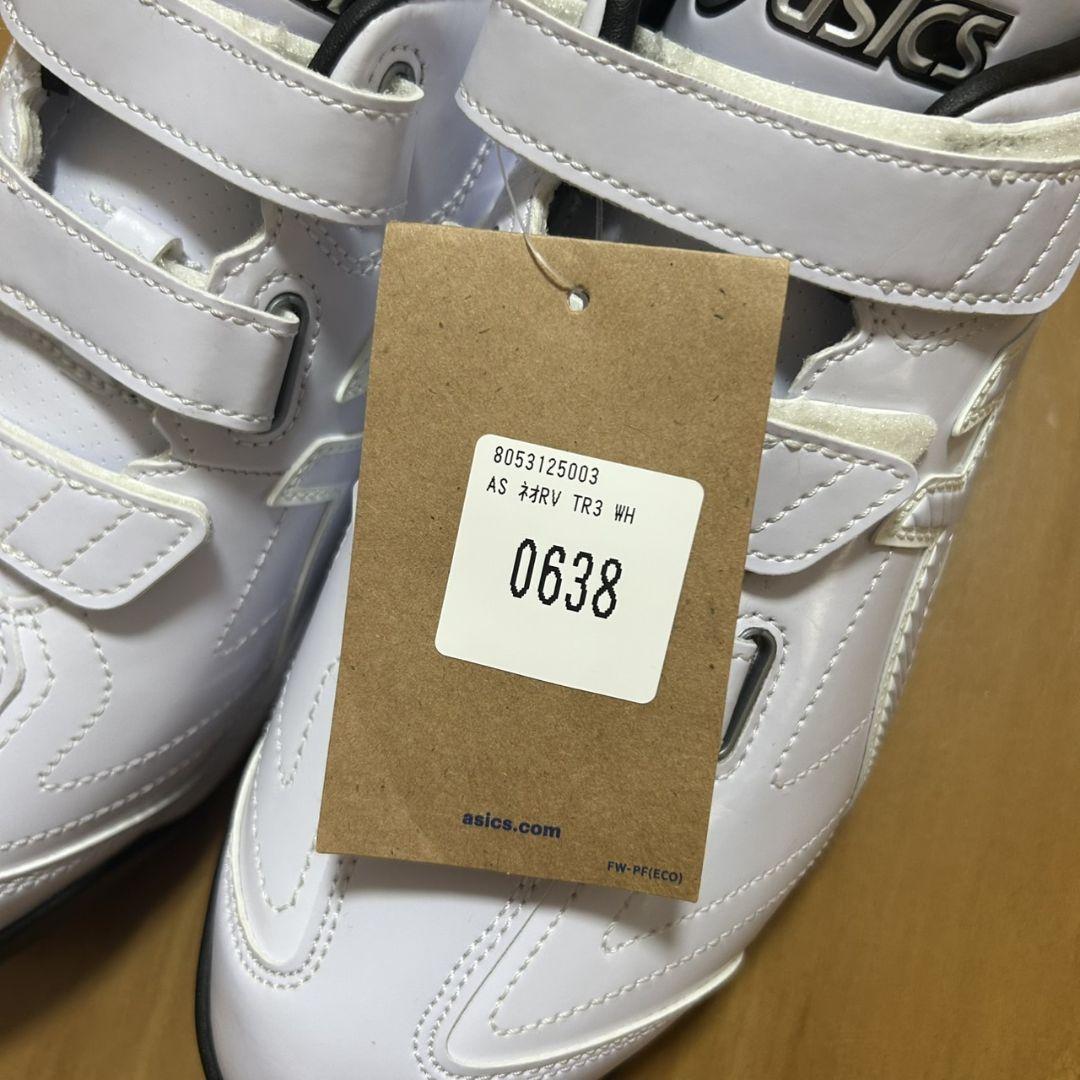 asics
8053125003
AS ﾈｵRV TR3 WH
0638
asics.com
FW-PF(ECO)